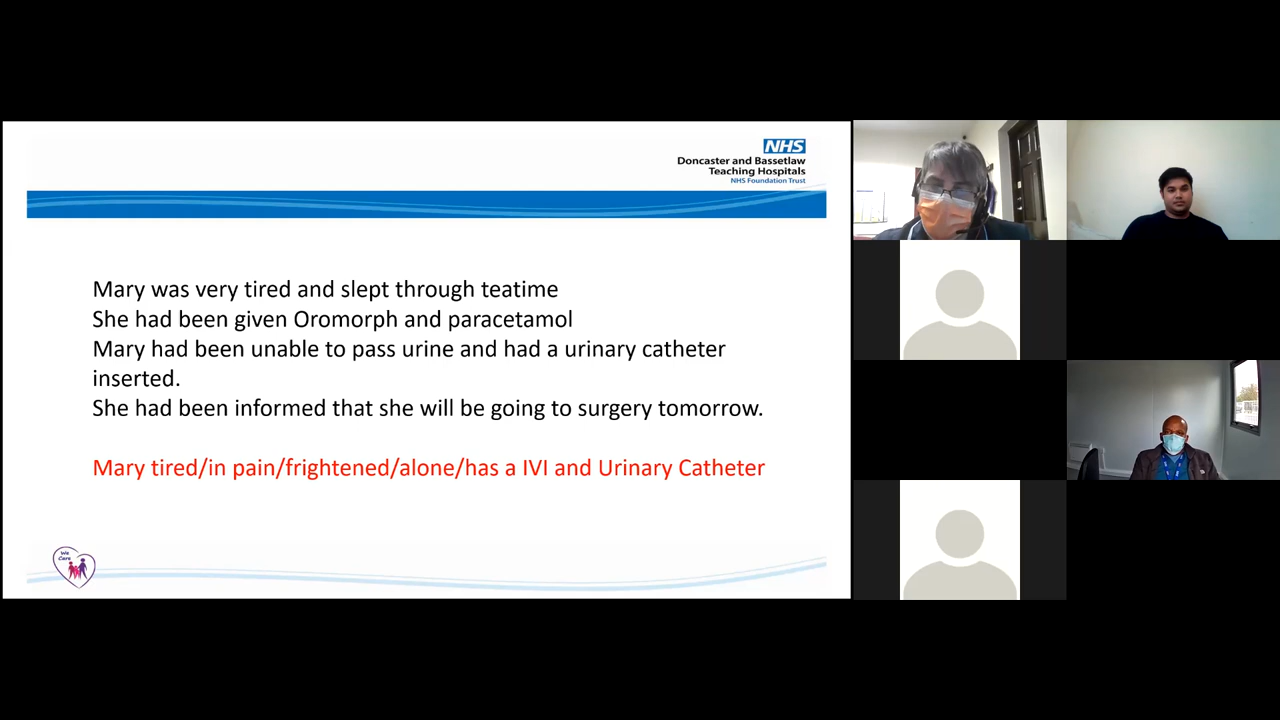 NHS
Doncaster and Bassetlaw
Teaching Hospitals
NHS Foundation Trust
Mary was very tired and slept through teatime
She had been given Oromorph and paracetamol
Mary had been unable to pass urine and had a urinary catheter
inserted.
She had been informed that she will be going to surgery tomorrow.
Mary tired/in pain/frightened/alone/has a IVI and Urinary Catheter
We
Care